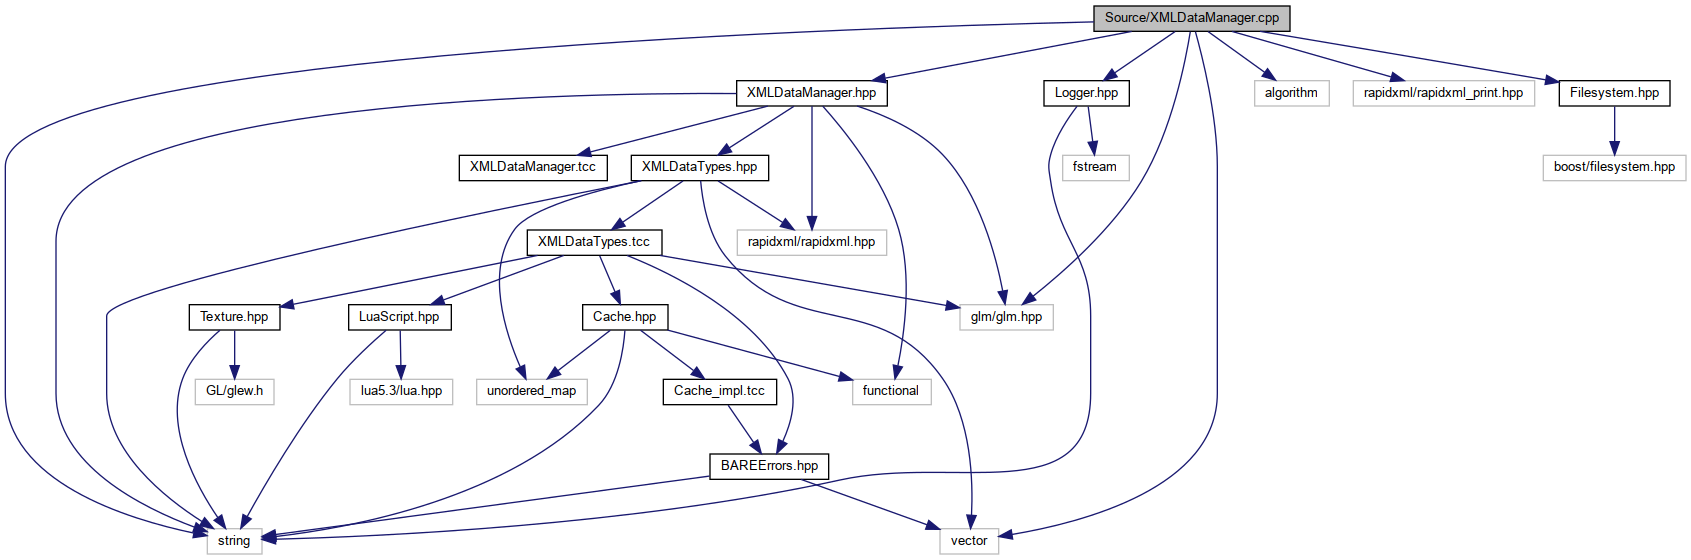 Source/XMLDataManager.cpp
XMLDataManager.hpp
Logger.hpp
algorithm
rapidxml/rapidxml_print.hpp
Filesystem.hpp
XMLDataManager.tcc
XMLDataTypes.hpp
fstream
boost/filesystem.hpp
XMLDataTypes.tcc
rapidxml/rapidxml.hpp
Texture.hpp
LuaScript.hpp
Cache.hpp
glm/glm.hpp
GL/glew.h
lua5.3/lua.hpp
unordered_map
Cache_impl.tcc
functional
BAREErrors.hpp
string
vector